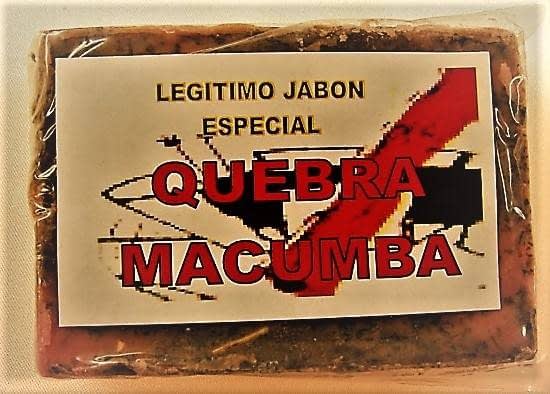 LEGITIMO JABON
ESPECIAL
QUEBRA
MACUMBA